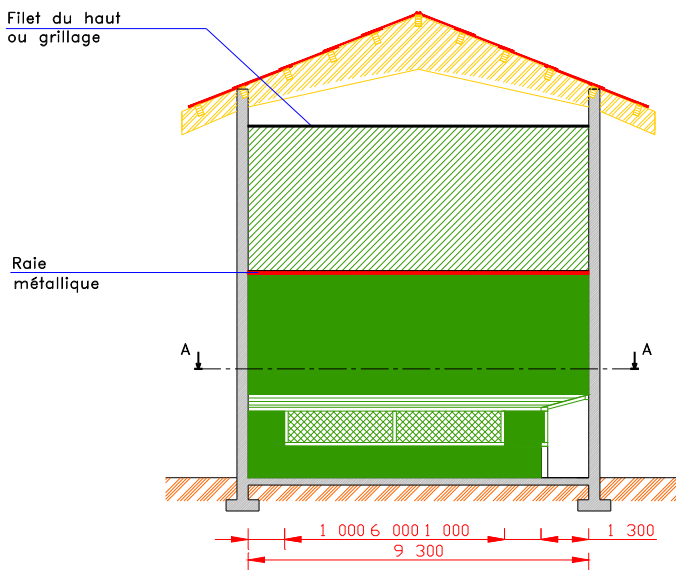 Filet du haut
ou grillage
Raie
métallique
A
A
1 000 6 000 1 000
1 300
9 300